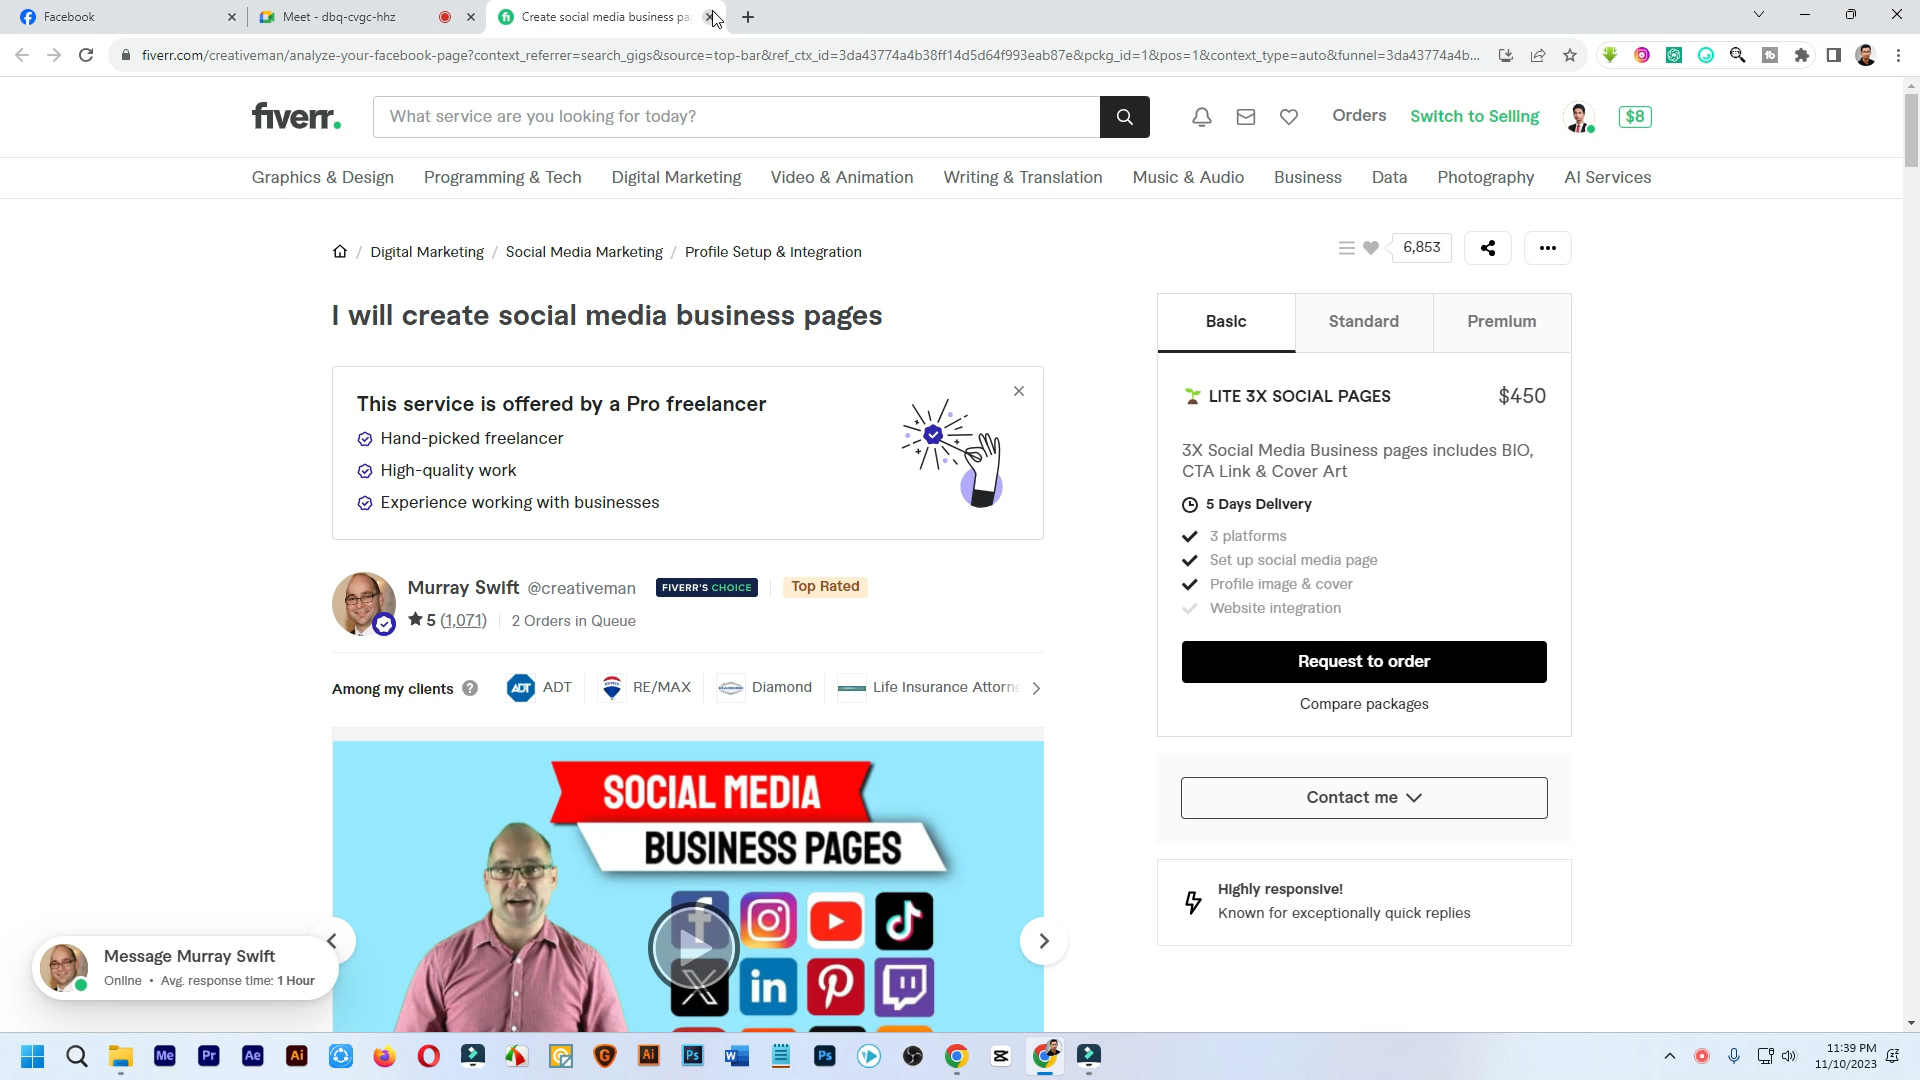 Facebook
Meet - dbq-cvgc-hhz
Create social media business pa
fiverr.com/creativeman/analyze-your-facebook-page?context_referrer=search_gigs&source=top-bar&ref_ctx_id=3da43774a4b38ff14d5d64f993eab87e&pckg_id=1&pos=1&context_type=auto&funnel=3da43774a4b...
fiverr.
What service are you looking for today?
Orders
Switch to Selling
$8
Graphics & Design
Programming & Tech
Digital Marketing
Video & Animation
Writing & Translation
Music & Audio
Business
Data
Photography
AI Services
Digital Marketing / Social Media Marketing / Profile Setup & Integration
6,853
I will create social media business pages
This service is offered by a Pro freelancer
Hand-picked freelancer
High-quality work
Experience working with businesses
Murray Swift @creativeman FIVERR'S CHOICE Top Rated
5 (1,071) 2 Orders in Queue
Among my clients ? ADT ADT RE/MAX Diamond Life Insurance Attorne
SOCIAL MEDIA
BUSINESS PAGES
Message Murray Swift
Online • Avg. response time: 1 Hour
Basic
Standard
Premium
LITE 3X SOCIAL PAGES $450
3X Social Media Business pages includes BIO,
CTA Link & Cover Art
5 Days Delivery
3 platforms
Set up social media page
Profile image & cover
Website integration
Request to order
Compare packages
Contact me
Highly responsive!
Known for exceptionally quick replies
Me
Pr
Ae
Ai
Ai
Ps
Ps
11:39 PM
11/10/2023